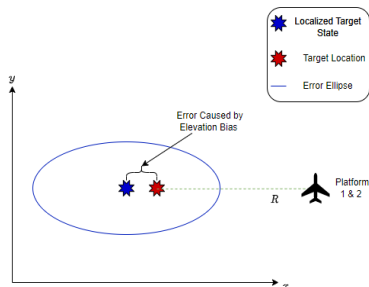 Localized Target
State
Target Location
Error Ellipse
y
Error Caused by
Elevation Bias
R
Platform
1 & 2